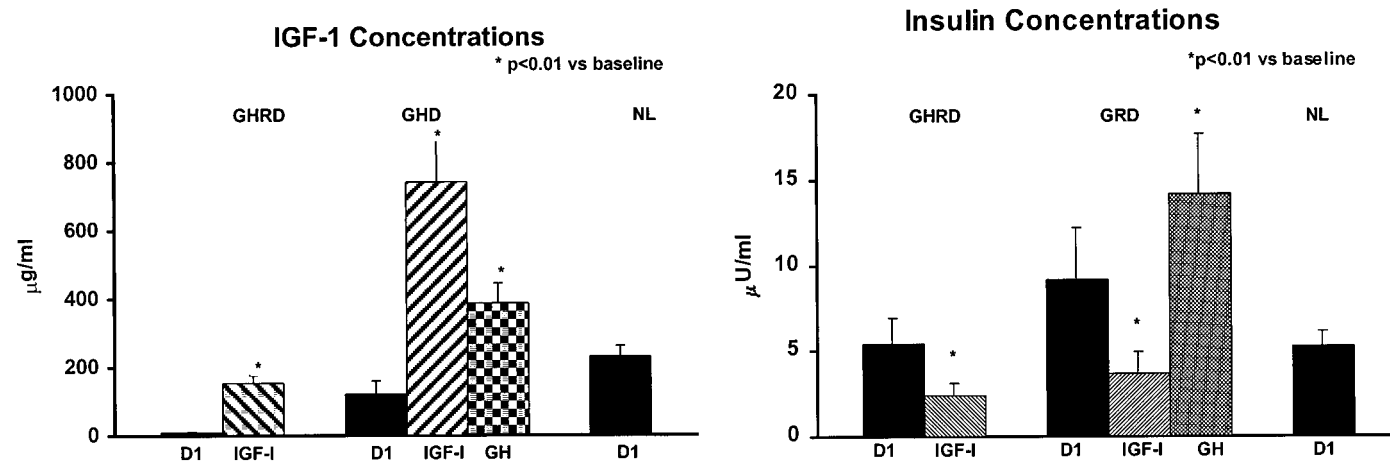 IGF-1 Concentrations
* p<0.01 vs baseline
GHRD GHD NL
1000
800
600
400
200
0
µg/ml
* * *
D1 IGF-I D1 IGF-I GH D1
Insulin Concentrations
*p<0.01 vs baseline
GHRD GRD NL
20
15
10
5
0
µU/ml
* * *
D1 IGF-I D1 IGF-I GH D1